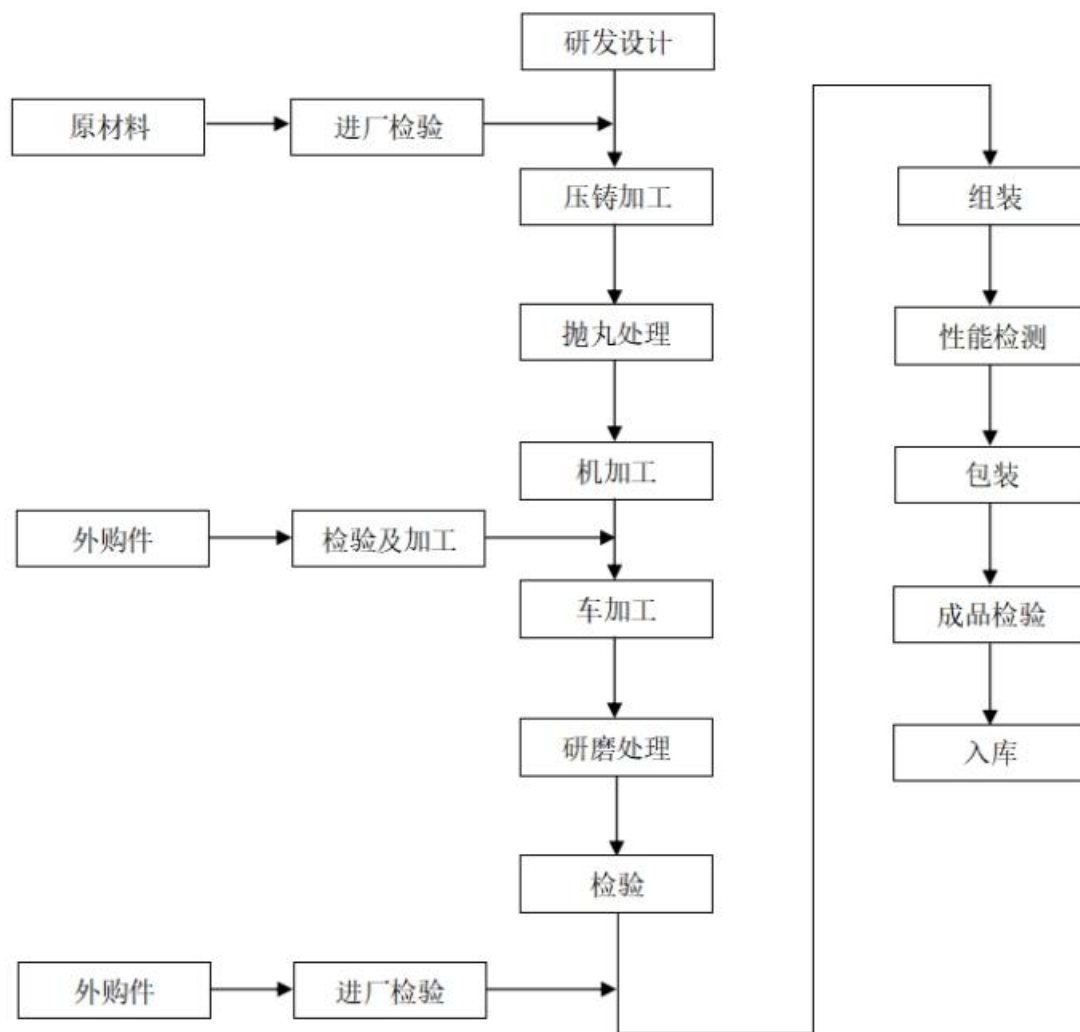 研发设计
原材料
进厂检验
压铸加工
抛丸处理
机加工
外购件
检验及加工
车加工
研磨处理
检验
外购件
进厂检验
组装
性能检测
包装
成品检验
入库